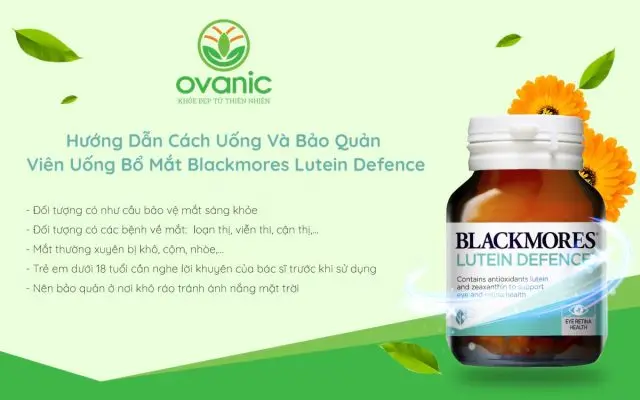 ovanic
KHỎE ĐẸP TỪ THIÊN NHIÊN
Hướng Dẫn Cách Uống Và Bảo Quản
Viên Uống Bổ Mắt Blackmores Lutein Defence
- Đối tượng có như cầu bảo vệ mắt sáng khỏe
- Đối tượng có các bệnh về mắt: loạn thị, viễn thi, cận thị,...
- Mắt thường xuyên bị khô, cộm, nhòe,...
- Trẻ em dưới 18 tuổi cần nghe lời khuyên của bác sĩ trước khi sử dụng
- Nên bảo quản ở nơi khô ráo tránh ánh nắng mặt trời
BLACKMORES
LUTEIN DEFENCE
Contains antioxidants lutein
and zeaxanthin to support
eye and retina health
EYE RETINA
HEALTH